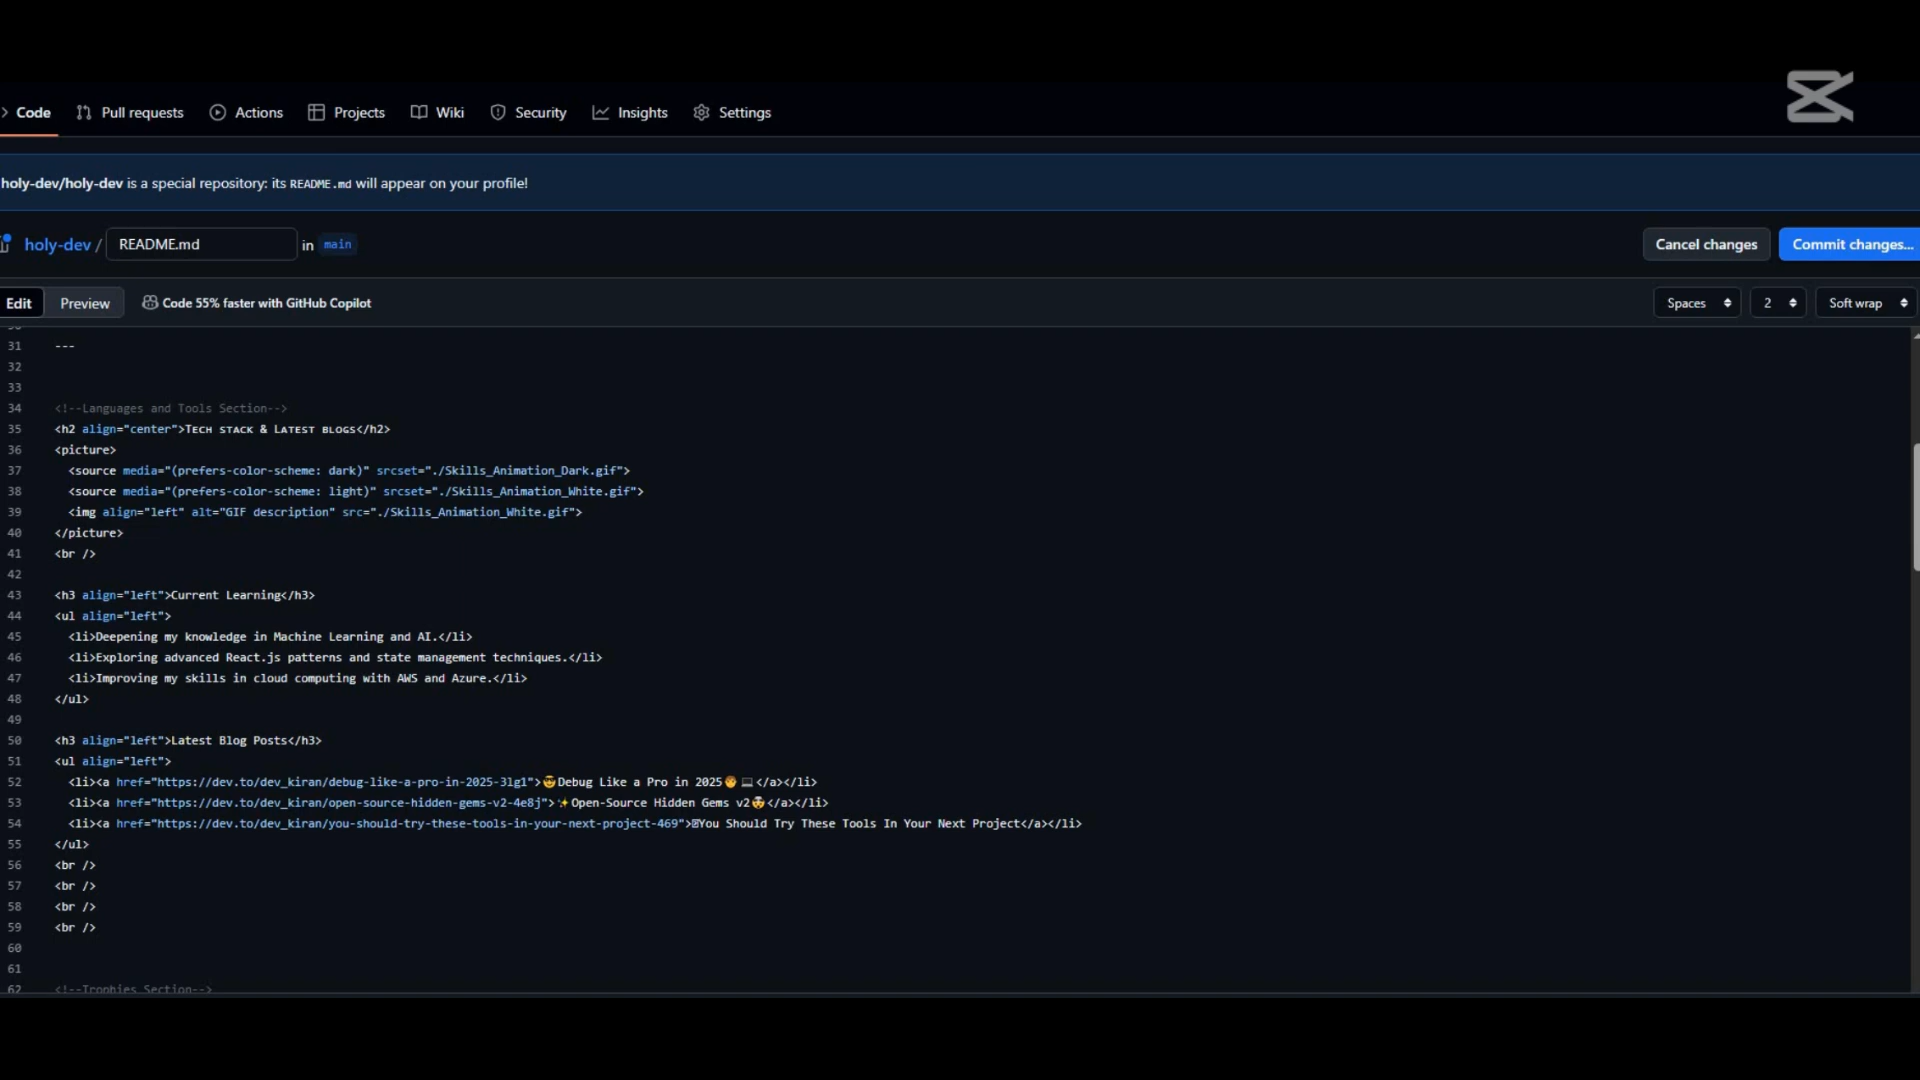 Code Pull requests Actions Projects Wiki Security Insights Settings
holy-dev/holy-dev is a special repository: its README.md will appear on your profile!
holy-dev / README.md in main Cancel changes Commit changes...
Edit Preview Code 55% faster with GitHub Copilot Spaces 2 Soft wrap
31 ---
32
33
34 <!--Languages and Tools Section-->
35 <h2 align="center">Tᴇᴄʜ sᴛᴀᴄᴋ & Lᴀᴛᴇsᴛ ʙʟᴏɢs</h2>
36 <picture>
37 <source media="(prefers-color-scheme: dark)" srcset="./Skills_Animation_Dark.gif">
38 <source media="(prefers-color-scheme: light)" srcset="./Skills_Animation_White.gif">
39 <img align="left" alt="GIF description" src="./Skills_Animation_White.gif">
40 </picture>
41 <br />
42
43 <h3 align="left">Current Learning</h3>
44 <ul align="left">
45 <li>Deepening my knowledge in Machine Learning and AI.</li>
46 <li>Exploring advanced React.js patterns and state management techniques.</li>
47 <li>Improving my skills in cloud computing with AWS and Azure.</li>
48 </ul>
49
50 <h3 align="left">Latest Blog Posts</h3>
51 <ul align="left">
52 <li><a href="https://dev.to/dev_kiran/debug-like-a-pro-in-2025-3lg1">😎Debug Like a Pro in 2025👨💻</a></li>
53 <li><a href="https://dev.to/dev_kiran/open-source-hidden-gems-v2-4e8j">✨Open-Source Hidden Gems v2🤯</a></li>
54 <li><a href="https://dev.to/dev_kiran/you-should-try-these-tools-in-your-next-project-469">You Should Try These Tools In Your Next Project</a></li>
55 </ul>
56 <br />
57 <br />
58 <br />
59 <br />
60
61
62 <!--Trophies Section-->